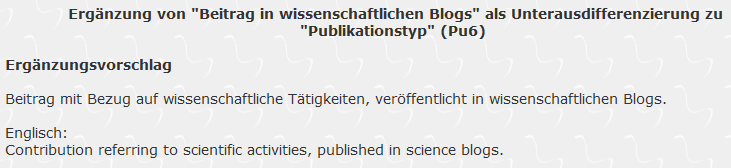 Ergänzung von "Beitrag in wissenschaftlichen Blogs" als Unterausdifferenzierung zu
"Publikationstyp" (Pu6)
Ergänzungsvorschlag
Beitrag mit Bezug auf wissenschaftliche Tätigkeiten, veröffentlicht in wissenschaftlichen Blogs.
Englisch:
Contribution referring to scientific activities, published in science blogs.